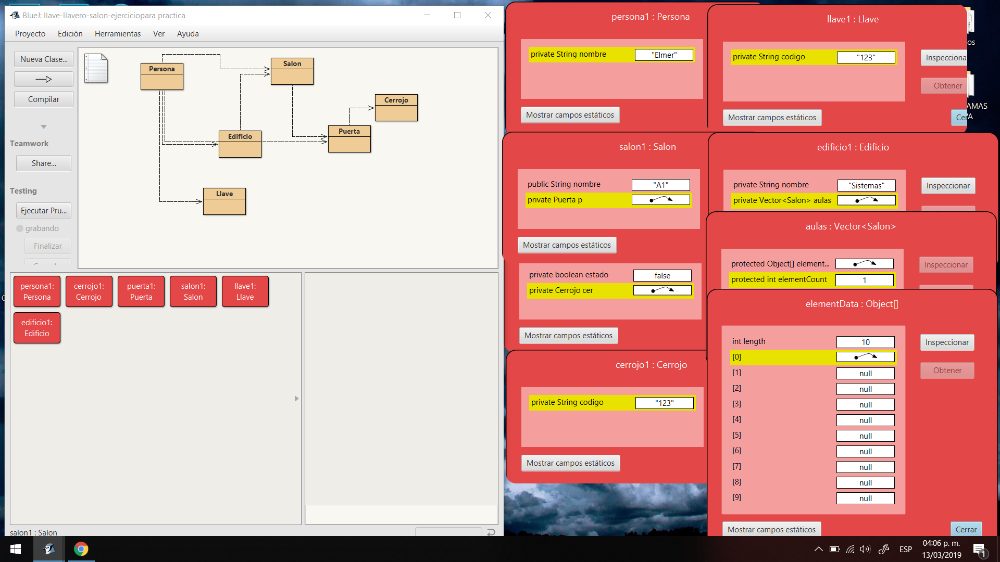 BlueJ: llave-llavero-salon-ejerciciopara practica
Proyecto Edición Herramientas Ver Ayuda
Nueva Clase...
Compilar
Teamwork
Share...
Testing
Ejecutar Pru...
grabando
Finalizar
Persona
Salon
Cerrojo
Puerta
Edificio
Llave
persona1:
Persona
cerrojo1:
Cerrojo
puerta1:
Puerta
salon1:
Salon
llave1:
Llave
edificio1:
Edificio
salon1 : Salon
persona1 : Persona
private String nombre "Elmer"
Mostrar campos estáticos
llave1 : Llave
private String codigo "123"
Inspecciona
Obtener
Mostrar campos estáticos
Cer
os
AMAS
VA
salon1 : Salon
public String nombre "A1"
private Puerta p
Mostrar campos estáticos
private boolean estado false
private Cerrojo cer
Mostrar campos estáticos
cerrojo1 : Cerrojo
private String codigo "123"
Mostrar campos estáticos
edificio1 : Edificio
private String nombre "Sistemas"
private Vector<Salon> aulas
Inspeccionar
aulas : Vector<Salon>
protected Object[] element...
protected int elementCount 1
Inspeccionar
elementData : Object[]
int length 10
[0]
[1] null
[2] null
[3] null
[4] null
[5] null
[6] null
[7] null
[8] null
[9] null
Inspeccionar
Obtener
Mostrar campos estáticos
Cerrar
ESP
04:06 p. m.
13/03/2019
1